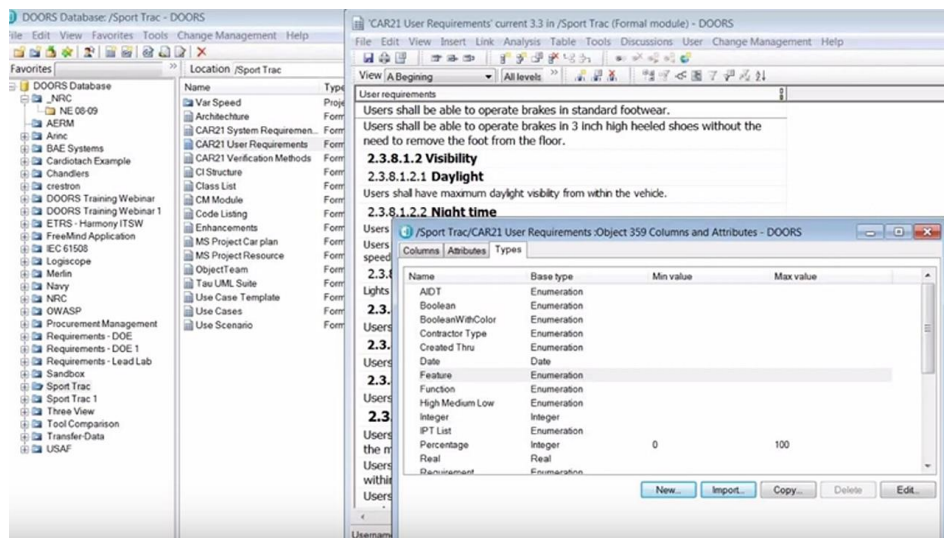 DOORS Database: /Sport Trac - DOORS
File Edit View Favorites Tools Change Management Help
Favorites
Location /Sport Trac
DOORS Database
_NRC
NE 08-09
AERM
Arinc
BAE Systems
Cardiotach Example
Chandlers
crestron
DOORS Training Webinar
DOORS Training Webinar 1
ETRS - Harmony ITSW
FreeMind Application
IEC 61508
Logiscope
Merlin
Navy
NRC
OWASP
Procurement Management
Requirements - DOE
Requirements - DOE 1
Requirements - Lead Lab
Sandbox
Sport Trac
Sport Trac 1
Three View
Tool Comparison
Transfer-Data
USAF
Name Type
Var Speed Proje
Architechture Form
CAR21 System Requiremen... Form
CAR21 User Requirements Form
CAR21 Verification Methods Form
CI Structure Form
Class List Form
CM Module Form
Code Listing Form
Enhancements Form
MS Project Car plan Form
MS Project Resource Form
ObjectTeam Form
Tau UML Suite Form
Use Case Template Form
Use Cases Form
Use Scenario Form
'CAR21 User Requirements' current 3.3 in /Sport Trac (Formal module) - DOORS
File Edit View Insert Link Analysis Table Tools Discussions User Change Management Help
View A Begining All levels
User requirements
Users shall be able to operate brakes in standard footwear.
Users shall be able to operate brakes in 3 inch high heeled shoes without the
need to remove the foot from the floor.
2.3.8.1.2 Visibility
2.3.8.1.2.1 Daylight
Users shall have maximum daylight visiblity from within the vehicle.
2.3.8.1.2.2 Night time
Users
Users
speed
2.3.8
Lights
2.3.
Users
2.3.
Users
2.3.
Users
2.3
Users
the m
Users
within
Users
Username
/Sport Trac/CAR21 User Requirements :Object 359 Columns and Attributes - DOORS
Columns Attributes Types
Name Base type Min value Max value
AIDT Enumeration
Boolean Enumeration
BooleanWithColor Enumeration
Contractor Type Enumeration
Created Thru Enumeration
Date Date
Feature Enumeration
Function Enumeration
High Medium Low Enumeration
Integer Integer
IPT List Enumeration
Percentage Integer 0 100
Real Real
Requirement Enumeration
New... Import... Copy... Delete Edit...